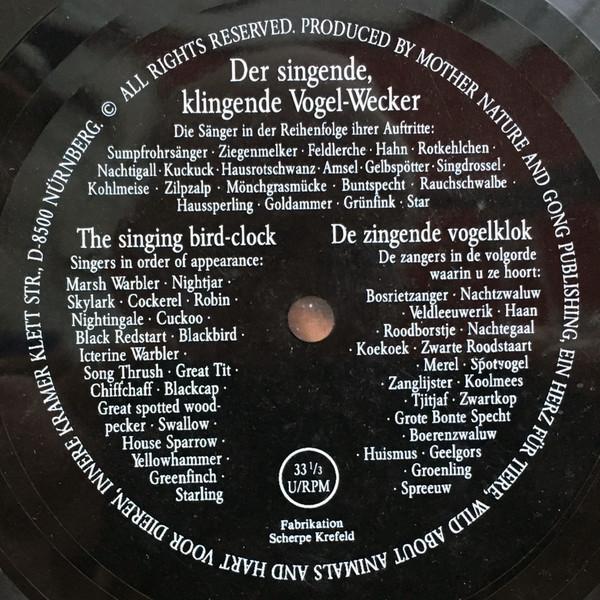 © ALL RIGHTS RESERVED. PRODUCED BY MOTHER NATURE AND GONG PUBLISHING. EIN HERZ FÜR TIERE, WILD ABOUT ANIMALS AND HART VOOR DIEREN, INNERE KRAMER KLETT STR., D-8500 NÜRNBERG.
Der singende,
klingende Vogel-Wecker
Die Sänger in der Reihenfolge ihrer Auftritte:
Sumpfrohrsänger · Ziegenmelker · Feldlerche · Hahn · Rotkehlchen ·
Nachtigall · Kuckuck · Hausrotschwanz · Amsel · Gelbspötter · Singdrossel ·
Kohlmeise · Zilpzalp · Mönchgrasmücke · Buntspecht · Rauchschwalbe ·
Haussperling · Goldammer · Grünfink · Star
The singing bird-clock
Singers in order of appearance:
Marsh Warbler · Nightjar ·
Skylark · Cockerel · Robin ·
Nightingale · Cuckoo ·
Black Redstart · Blackbird ·
Icterine Warbler ·
Song Thrush · Great Tit ·
Chiffchaff · Blackcap ·
Great spotted wood-
pecker · Swallow ·
House Sparrow ·
Yellowhammer ·
Greenfinch ·
Starling
De zingende vogelklok
De zangers in de volgorde
waarin u ze hoort:
Bosrietzanger · Nachtzwaluw
· Veldleeuwerik · Haan
· Roodborstje · Nachtegaal
· Koekoek · Zwarte Roodstaart
· Merel · Spotvogel
· Zanglijster · Koolmees
· Tjitjaf · Zwartkop
· Grote Bonte Specht
· Boerenzwaluw
· Huismus · Geelgors
· Groenling
· Spreeuw
33 1/3
U/RPM
Fabrikation
Scherpe Krefeld